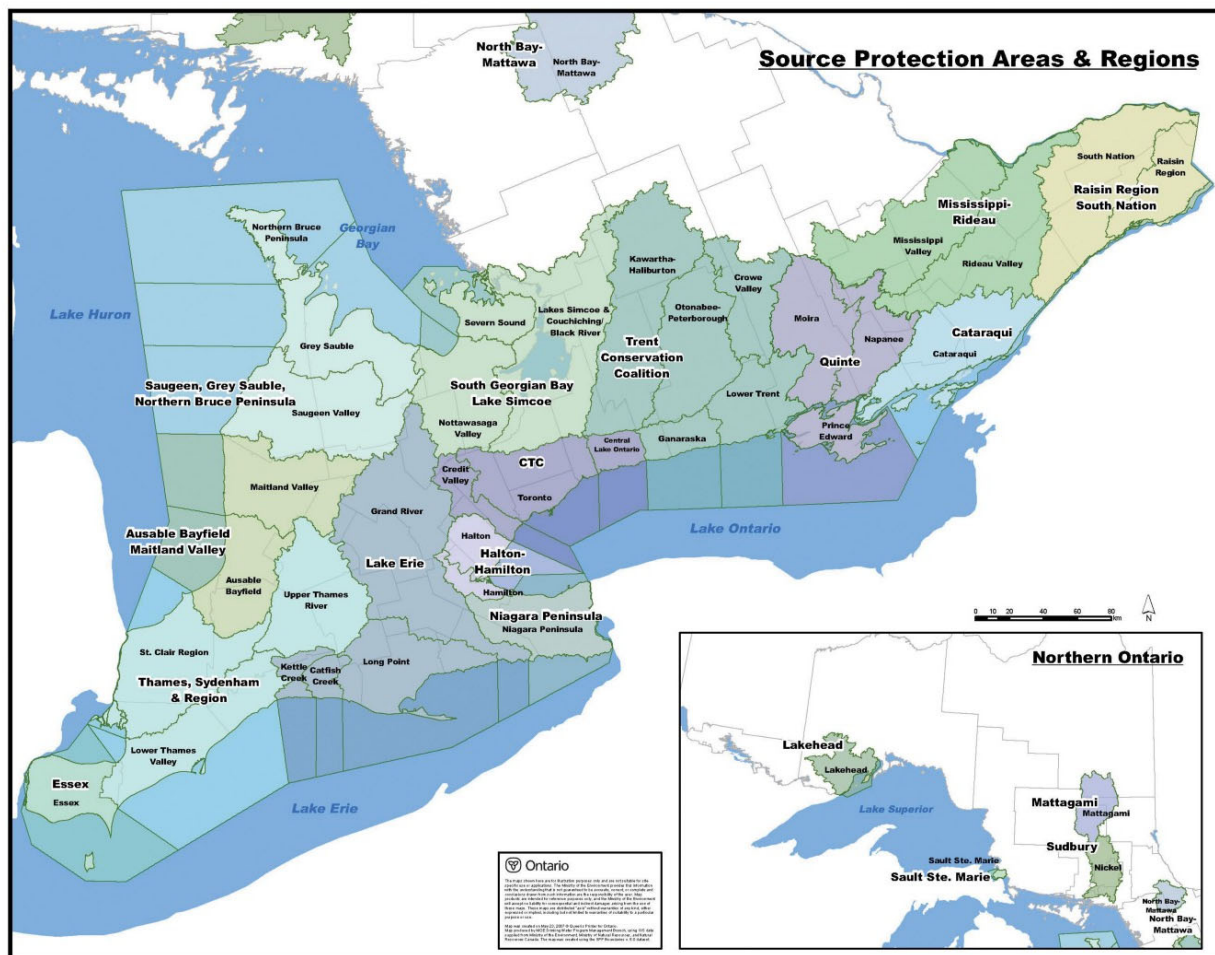 Source Protection Areas & Regions
North Bay-
Mattawa
North Bay-
Mattawa
South Nation
Raisin
Region
Raisin Region
South Nation
Mississippi-
Rideau
Mississippi
Valley
Rideau Valley
Northern Bruce
Peninsula
Georgian
Bay
Kawartha-
Haliburton
Crowe
Valley
Lake Huron
Severn Sound
Lakes Simcoe &
Couchiching/
Black River
Otonabee-
Peterborough
Moira
Napanee
Cataraqui
Cataraqui
Grey Sauble
Trent
Conservation
Coalition
Quinte
Saugeen, Grey Sauble,
Northern Bruce Peninsula
South Georgian Bay
Lake Simcoe
Lower Trent
Saugeen Valley
Nottawasaga
Valley
Prince
Edward
Ganaraska
Central
Lake Ontario
CTC
Credit
Valley
Toronto
Maitland Valley
Grand River
Lake Ontario
Ausable Bayfield
Maitland Valley
Halton
Halton-
Hamilton
Lake Erie
Ausable
Bayfield
Upper Thames
River
Hamilton
Niagara Peninsula
Niagara Peninsula
St. Clair Region
Long Point
Kettle
Creek
Catfish
Creek
Thames, Sydenham
& Region
Lower Thames
Valley
Essex
Essex
Lake Erie
0 10 20 40 60 80
km
N
Northern Ontario
Lakehead
Lakehead
Lake Superior
Mattagami
Mattagami
Sudbury
Nickel
Sault Ste. Marie
Sault Ste. Marie
North Bay-
Mattawa
North Bay-
Mattawa
Ontario